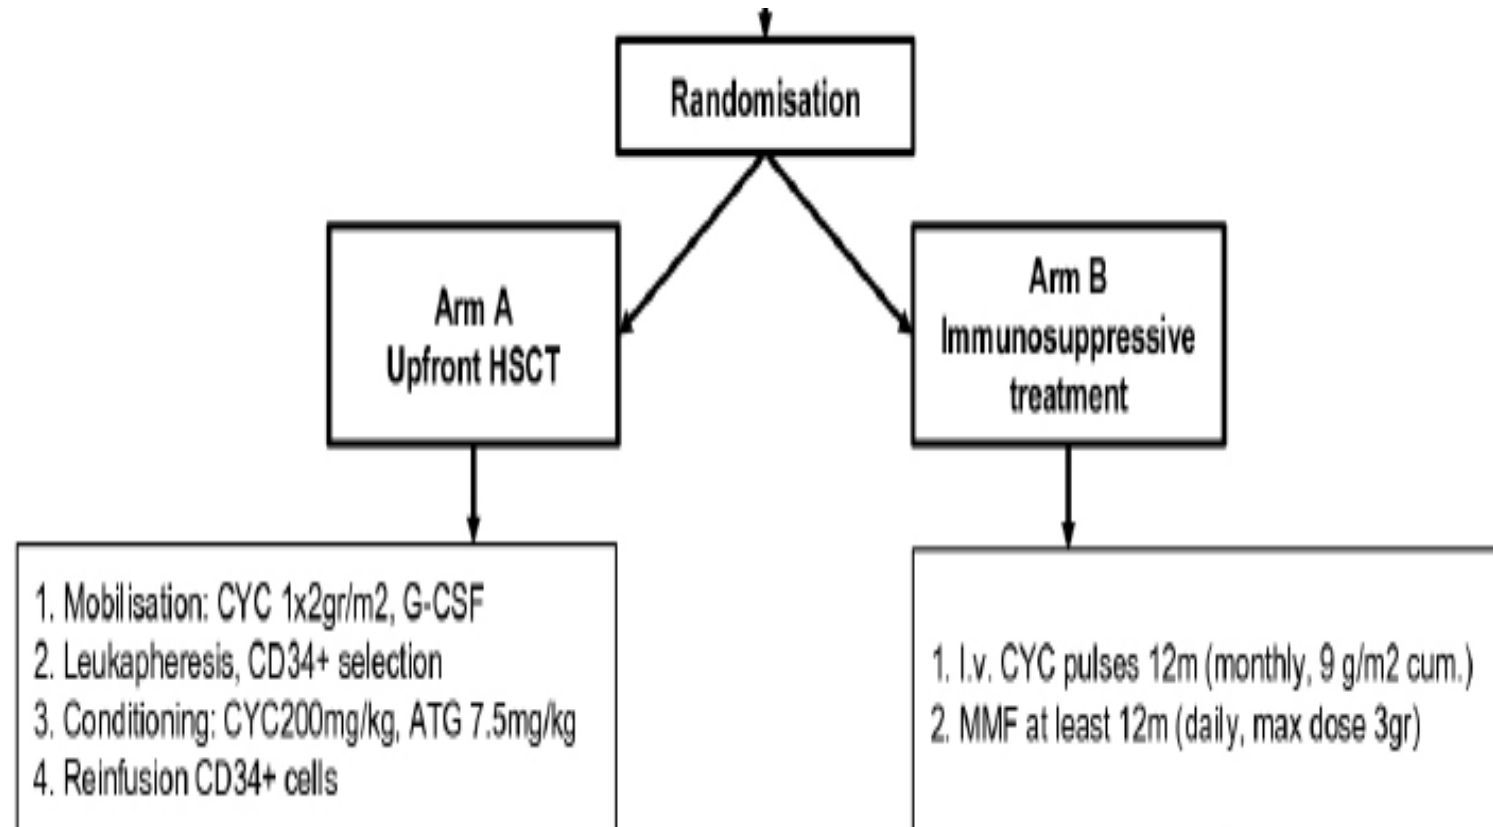 Randomisation
Arm A
Upfront HSCT
Arm B
Immunosuppressive
treatment
1. Mobilisation: CYC 1x2gr/m2, G-CSF
2. Leukapheresis, CD34+ selection
3. Conditioning: CYC200mg/kg, ATG 7.5mg/kg
4. Reinfusion CD34+ cells
1. I.v. CYC pulses 12m (monthly, 9 g/m2 cum.)
2. MMF at least 12m (daily, max dose 3gr)